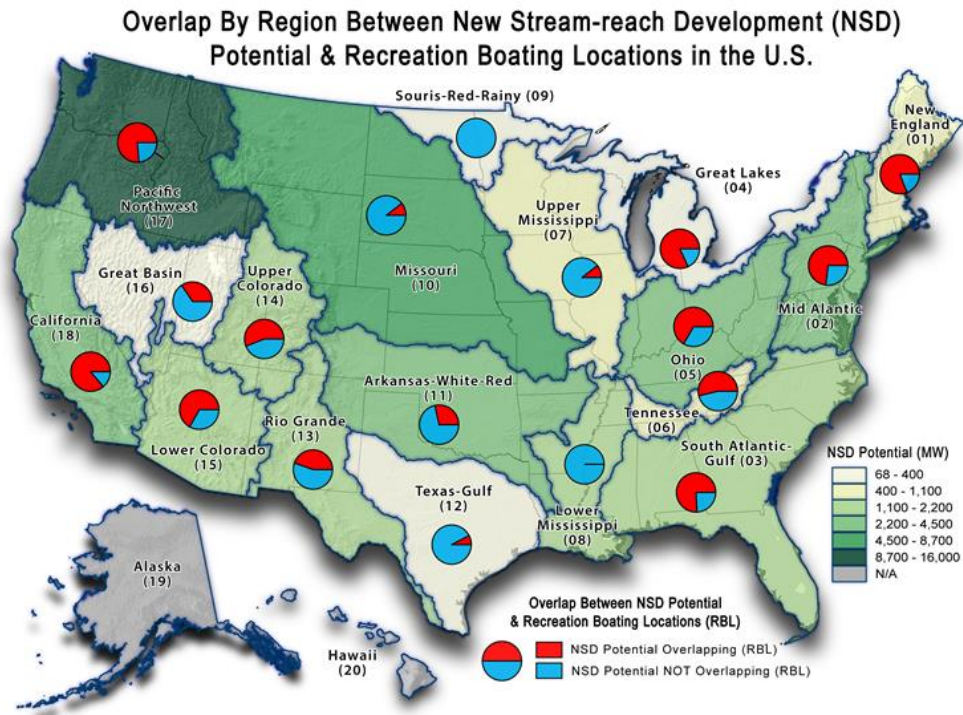 Overlap By Region Between New Stream-reach Development (NSD)
Potential & Recreation Boating Locations in the U.S.
Souris-Red-Rainy (09)
New
England
(01)
Great Lakes
(04)
Pacific
Northwest
(17)
Upper
Mississippi
(07)
Great Basin
(16)
Upper
Colorado
(14)
Missouri
(10)
Mid Alantic
(02)
California
(18)
Ohio
(05)
Arkansas-White-Red
(11)
Tennessee
(06)
Rio Grande
(13)
Lower Colorado
(15)
South Atlantic-
Gulf (03)
Texas-Gulf
(12)
Lower
Mississippi
(08)
Alaska
(19)
Hawaii
(20)
NSD Potential (MW)
68 - 400
400 - 1,100
1,100 - 2,200
2,200 - 4,500
4,500 - 8,700
8,700 - 16,000
N/A
Overlap Between NSD Potential
& Recreation Boating Locations (RBL)
NSD Potential Overlapping (RBL)
NSD Potential NOT Overlapping (RBL)